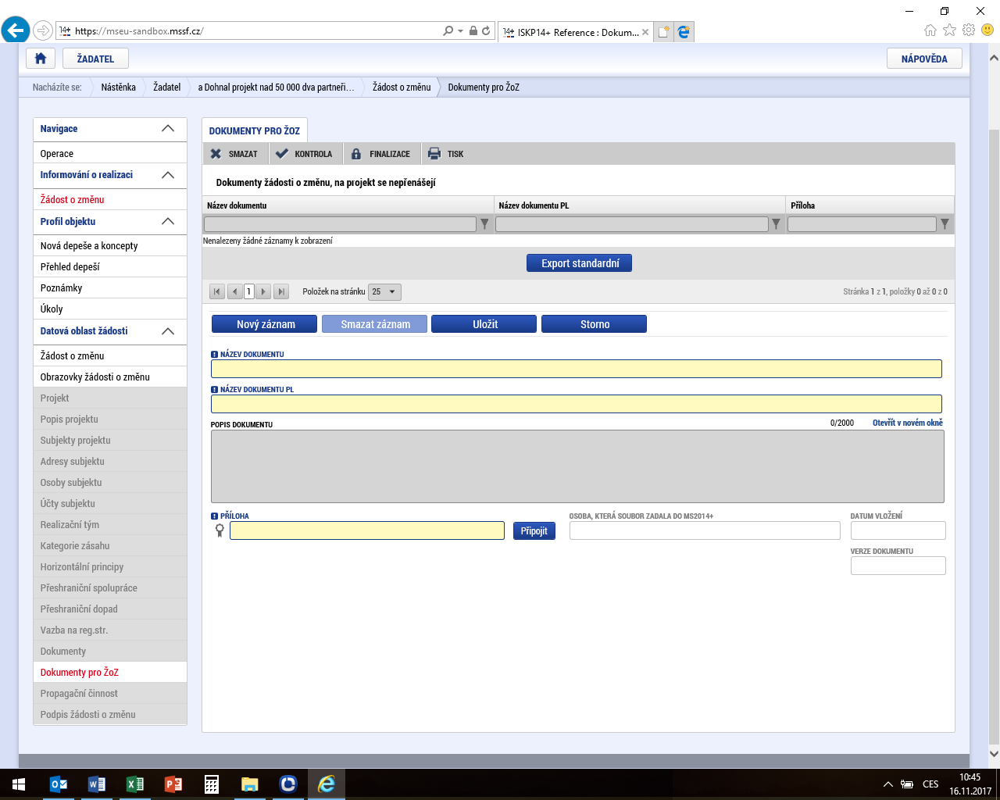 https://mseu-sandbox.mssf.cz/
ISKP14+ Reference : Dokum...
ŽADATEL
NÁPOVĚDA
Nacházíte se:
Nástěnka
Žadatel
a Dohnal projekt nad 50 000 dva partneři...
Žádost o změnu
Dokumenty pro ŽoZ
Navigace
Operace
Informování o realizaci
Žádost o změnu
Profil objektu
Nová depeše a koncepty
Přehled depeší
Poznámky
Úkoly
Datová oblast žádosti
Žádost o změnu
Obrazovky žádosti o změnu
Projekt
Popis projektu
Subjekty projektu
Adresy subjektu
Osoby subjektu
Účty subjektu
Realizační tým
Kategorie zásahu
Horizontální principy
Přeshraniční spolupráce
Přeshraniční dopad
Vazba na reg.str.
Dokumenty
Dokumenty pro ŽoZ
Propagační činnost
Podpis žádosti o změnu
DOKUMENTY PRO ŽOZ
SMAZAT
KONTROLA
FINALIZACE
TISK
Dokumenty žádosti o změnu, na projekt se nepřenášejí
Název dokumentu
Název dokumentu PL
Příloha
Nenalezeny žádné záznamy k zobrazení
Export standardní
1
Položek na stránku 25
Stránka 1 z 1, položky 0 až 0 z 0
Nový záznam
Smazat záznam
Uložit
Storno
NÁZEV DOKUMENTU
NÁZEV DOKUMENTU PL
POPIS DOKUMENTU
0/2000
Otevřít v novém okně
PŘÍLOHA
Připojit
OSOBA, KTERÁ SOUBOR ZADALA DO MS2014+
DATUM VLOŽENÍ
VERZE DOKUMENTU
CES
10:45
16.11.2017